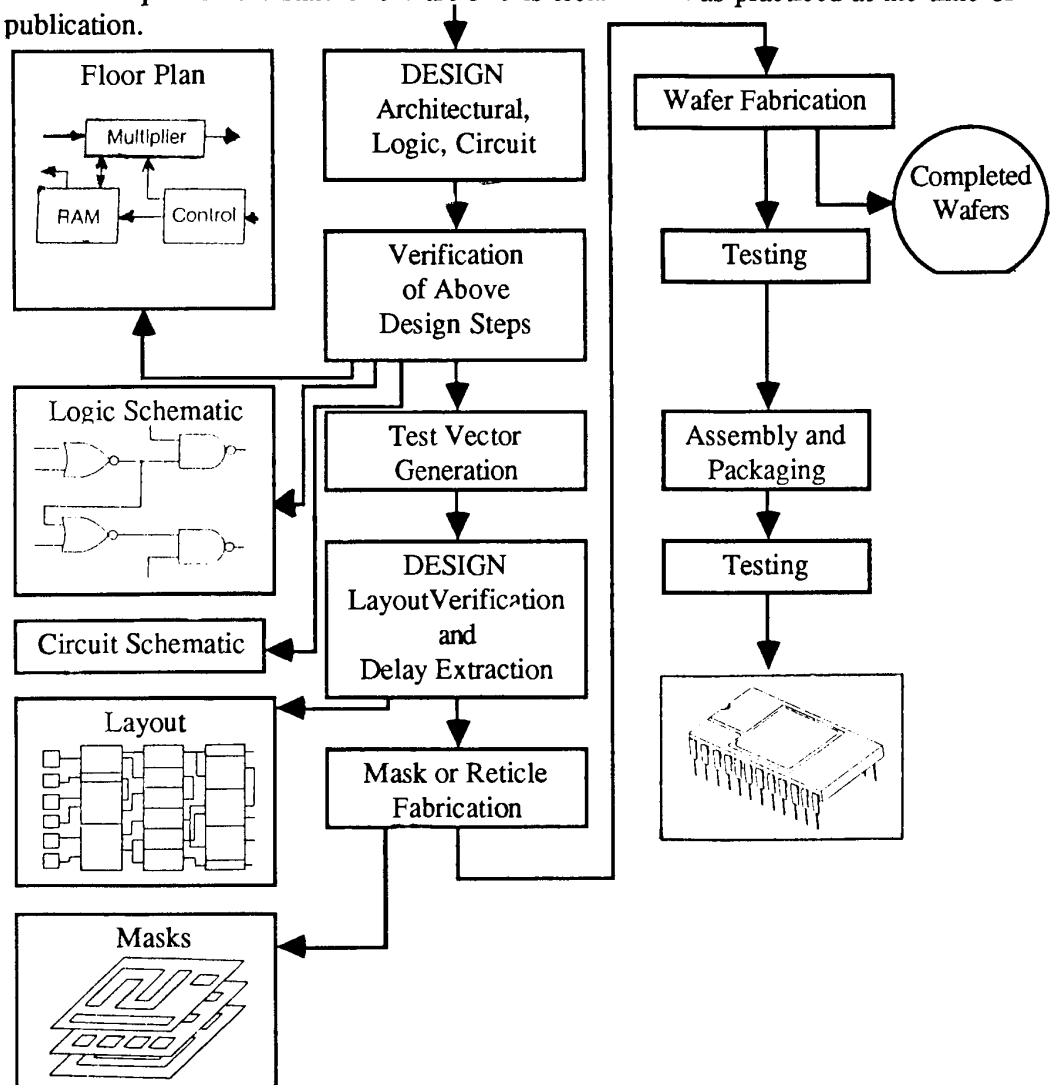 publication.
Floor Plan
Multiplier
RAM
Control
DESIGN
Architectural,
Logic, Circuit
Verification
of Above
Design Steps
Logic Schematic
Test Vector
Generation
DESIGN
LayoutVerification
and
Delay Extraction
Circuit Schematic
Layout
Mask or Reticle
Fabrication
Masks
Wafer Fabrication
Completed
Wafers
Testing
Assembly and
Packaging
Testing